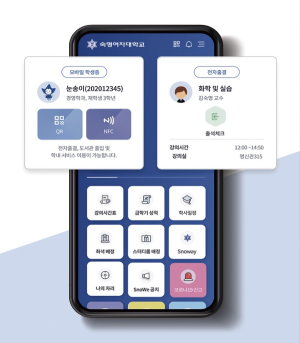 숙명여자대학교
모바일 학생증
눈송이(202012345)
경영학과, 재학생 3학년
QR
NFC
전자출결, 도서관 출입 및
학내 서비스 이용이 가능합니다.
전자출결
화학 및 실습
김숙명 교수
출석체크
강의시간 12:00~14:50
강의실 명신관315
강의시간표
금학기 성적
학사일정
좌석 배정
스터디룸 배정
Snoway
나의 자리
SnoWe 공지